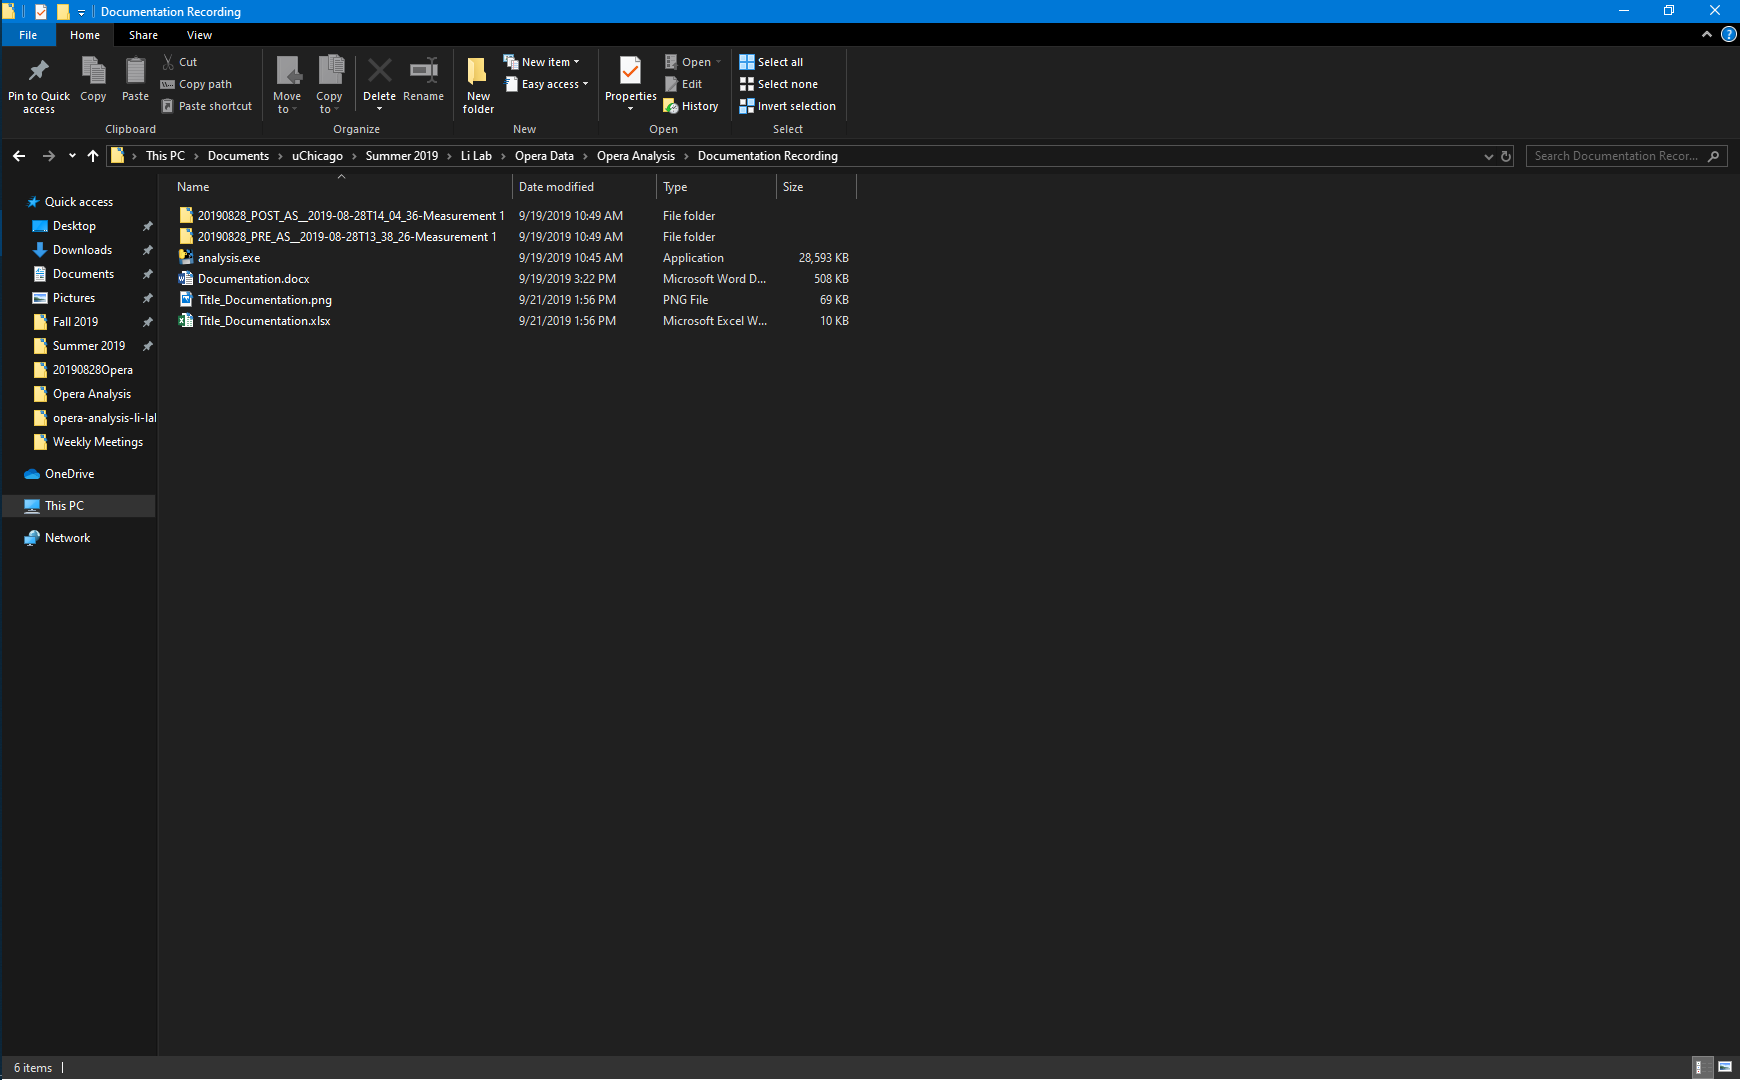 Documentation Recording
File Home Share View
Pin to Quick access
Copy
Paste
Cut
Copy path
Paste shortcut
Clipboard
Move to
Copy to
Delete
Rename
Organize
New folder
New item
Easy access
New
Properties
Open
Edit
History
Open
Select all
Select none
Invert selection
Select
This PC > Documents > uChicago > Summer 2019 > Li Lab > Opera Data > Opera Analysis > Documentation Recording
Search Documentation Recor...
Quick access
Desktop
Downloads
Documents
Pictures
Fall 2019
Summer 2019
20190828Opera
Opera Analysis
opera-analysis-li-lal
Weekly Meetings
OneDrive
This PC
Network
Name Date modified Type Size
20190828_POST_AS__2019-08-28T14_04_36-Measurement 1 9/19/2019 10:49 AM File folder
20190828_PRE_AS__2019-08-28T13_38_26-Measurement 1 9/19/2019 10:49 AM File folder
analysis.exe 9/19/2019 10:45 AM Application 28,593 KB
Documentation.docx 9/19/2019 3:22 PM Microsoft Word D... 508 KB
Title_Documentation.png 9/21/2019 1:56 PM PNG File 69 KB
Title_Documentation.xlsx 9/21/2019 1:56 PM Microsoft Excel W... 10 KB
6 items